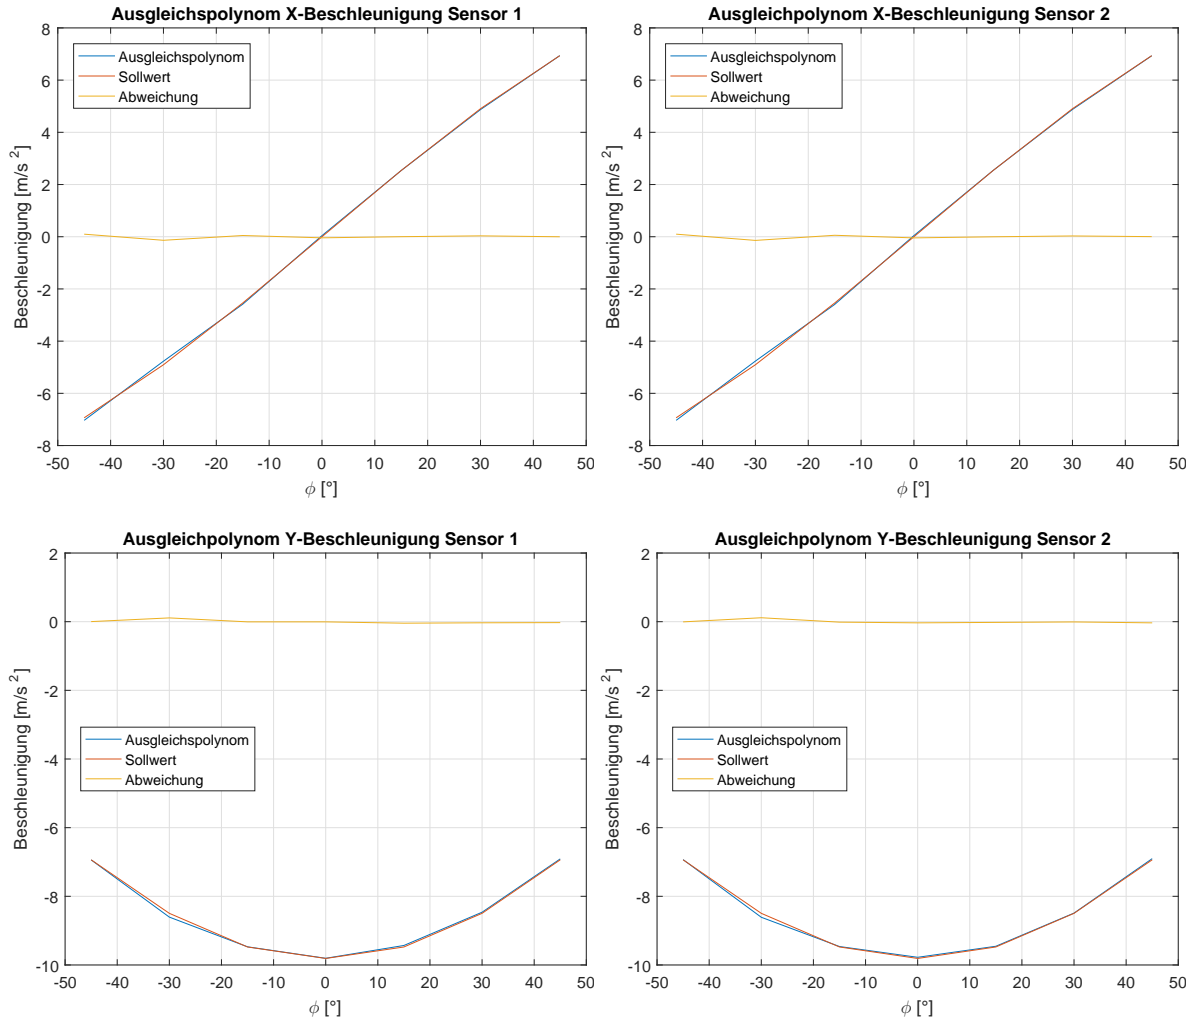 Ausgleichspolynom X-Beschleunigung Sensor 1
8
6
4
2
0
-2
-4
-6
-8
Beschleunigung [m/s 2]
Ausgleichspolynom
Sollwert
Abweichung
-50 -40 -30 -20 -10 0 10 20 30 40 50
ϕ [°]
Ausgleichpolynom X-Beschleunigung Sensor 2
8
6
4
2
0
-2
-4
-6
-8
Beschleunigung [m/s 2]
Ausgleichspolynom
Sollwert
Abweichung
-50 -40 -30 -20 -10 0 10 20 30 40 50
ϕ [°]
Ausgleichpolynom Y-Beschleunigung Sensor 1
2
0
-2
-4
-6
-8
-10
Beschleunigung [m/s 2]
Ausgleichspolynom
Sollwert
Abweichung
-50 -40 -30 -20 -10 0 10 20 30 40 50
ϕ [°]
Ausgleichpolynom Y-Beschleunigung Sensor 2
2
0
-2
-4
-6
-8
-10
Beschleunigung [m/s 2]
Ausgleichspolynom
Sollwert
Abweichung
-50 -40 -30 -20 -10 0 10 20 30 40 50
ϕ [°]